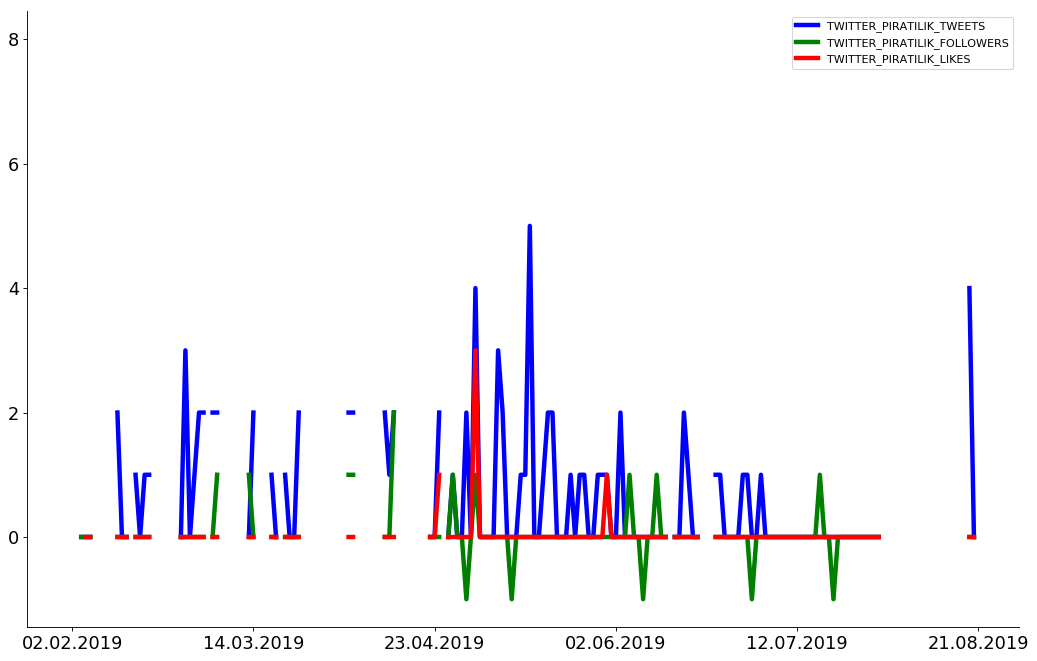 8
6
4
2
0
TWITTER_PIRATILIK_TWEETS
TWITTER_PIRATILIK_FOLLOWERS
TWITTER_PIRATILIK_LIKES
02.02.2019 14.03.2019 23.04.2019 02.06.2019 12.07.2019 21.08.2019